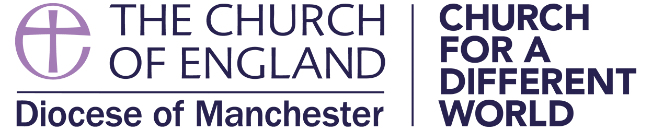 THE CHURCH
OF ENGLAND
Diocese of Manchester
CHURCH
FOR A
DIFFERENT
WORLD